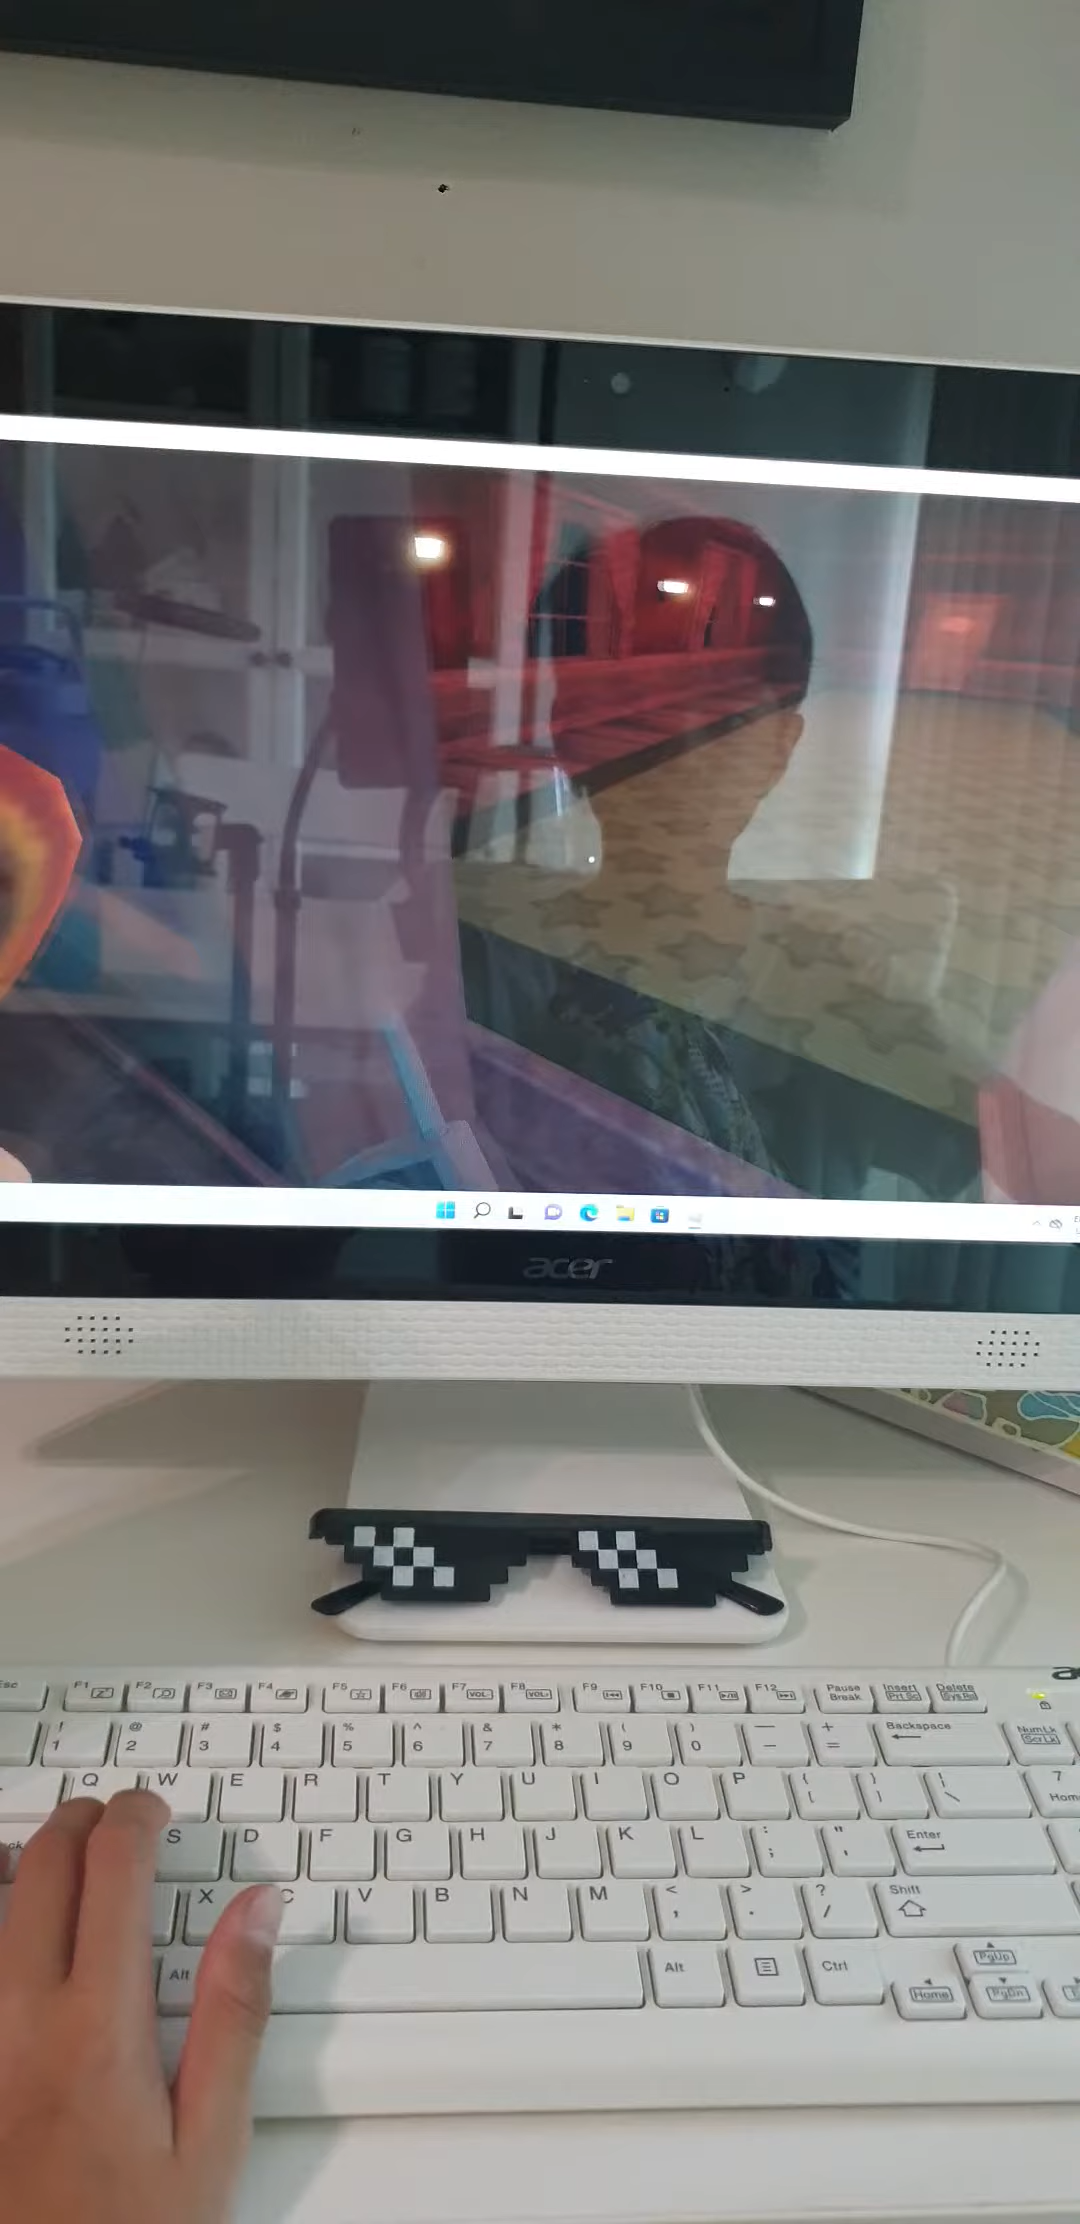 acer
Esc F1 F2 F3 F4 F5 F6 F7 VOL- F8 VOL+ F9 F10 F11 F12 Pause Break Insert Prt Sc Delete Sys Rq
! 1 @ 2 # 3 $ 4 % 5 ^ 6 & 7 * 8 ( 9 ) 0 — - + = Backspace NumLk Scr Lk
Q W E R T Y U I O P { [ } ] | \ 7 Home
S D F G H J K L : ; " ' Enter
X C V B N M < , > . ? / Shift
Alt Alt Ctrl PgUp
Home PgDn